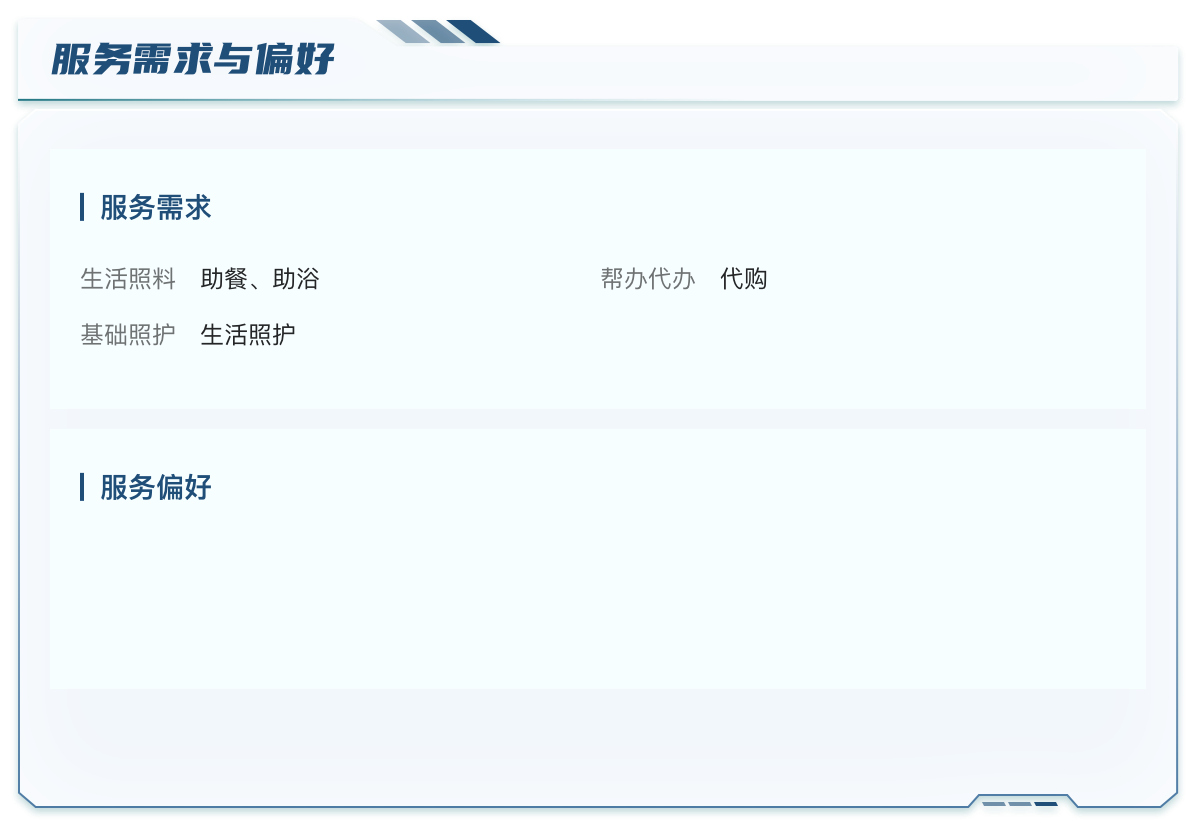 服务需求与偏好
服务需求
生活照料 助餐、助浴 帮办代办 代购
基础照护 生活照护
服务偏好